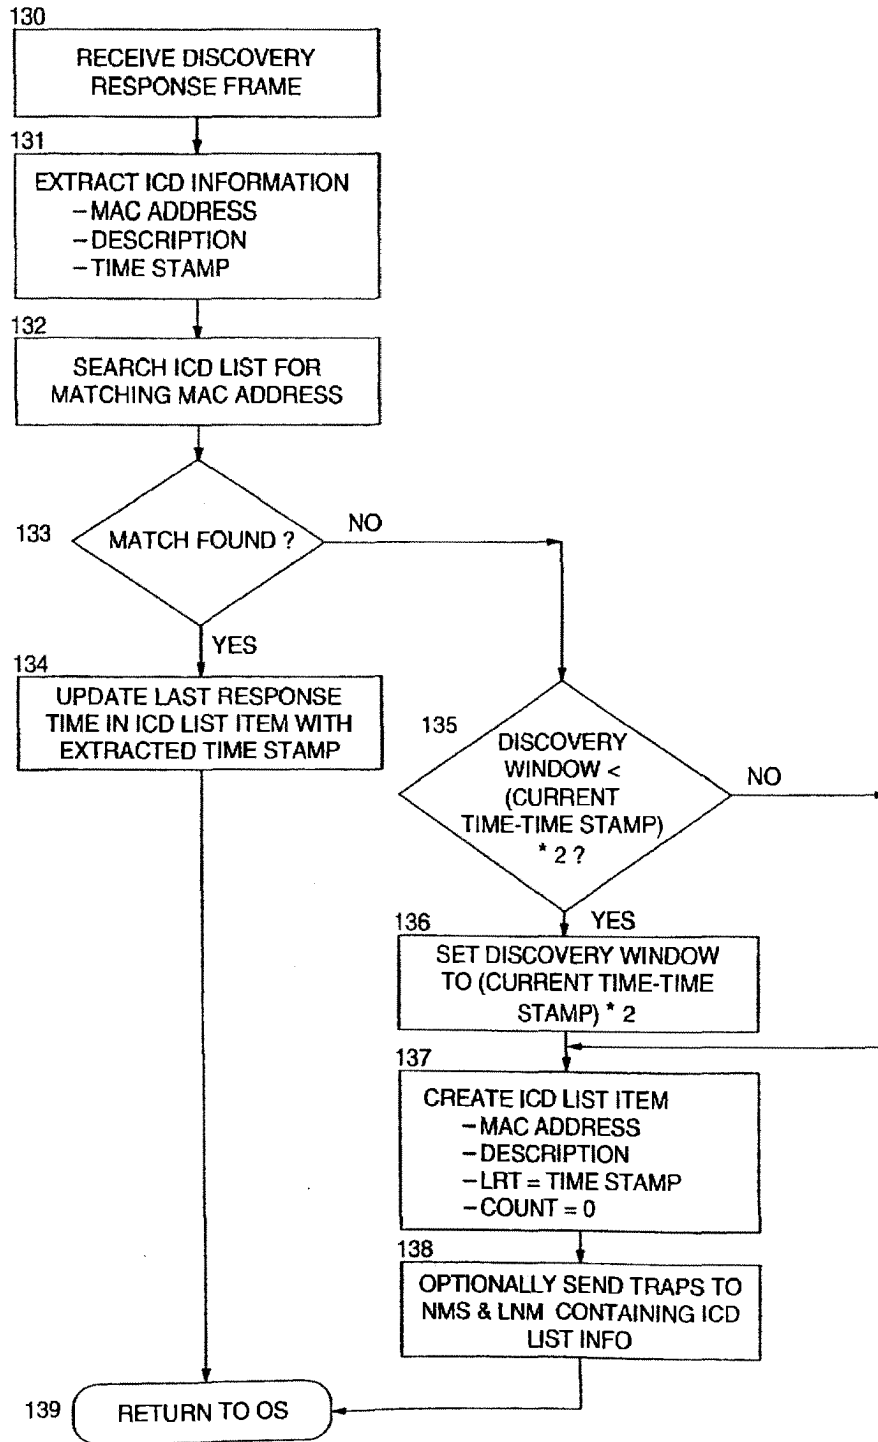 130
RECEIVE DISCOVERY
RESPONSE FRAME
131
EXTRACT ICD INFORMATION
–MAC ADDRESS
–DESCRIPTION
–TIME STAMP
132
SEARCH ICD LIST FOR
MATCHING MAC ADDRESS
133
MATCH FOUND ?
NO
YES
134
UPDATE LAST RESPONSE
TIME IN ICD LIST ITEM WITH
EXTRACTED TIME STAMP
135
DISCOVERY
WINDOW <
(CURRENT
TIME-TIME STAMP)
* 2 ?
NO
YES
136
SET DISCOVERY WINDOW
TO (CURRENT TIME-TIME
STAMP) * 2
137
CREATE ICD LIST ITEM
–MAC ADDRESS
–DESCRIPTION
–LRT = TIME STAMP
–COUNT = 0
138
OPTIONALLY SEND TRAPS TO
NMS & LNM CONTAINING ICD
LIST INFO
139
RETURN TO OS